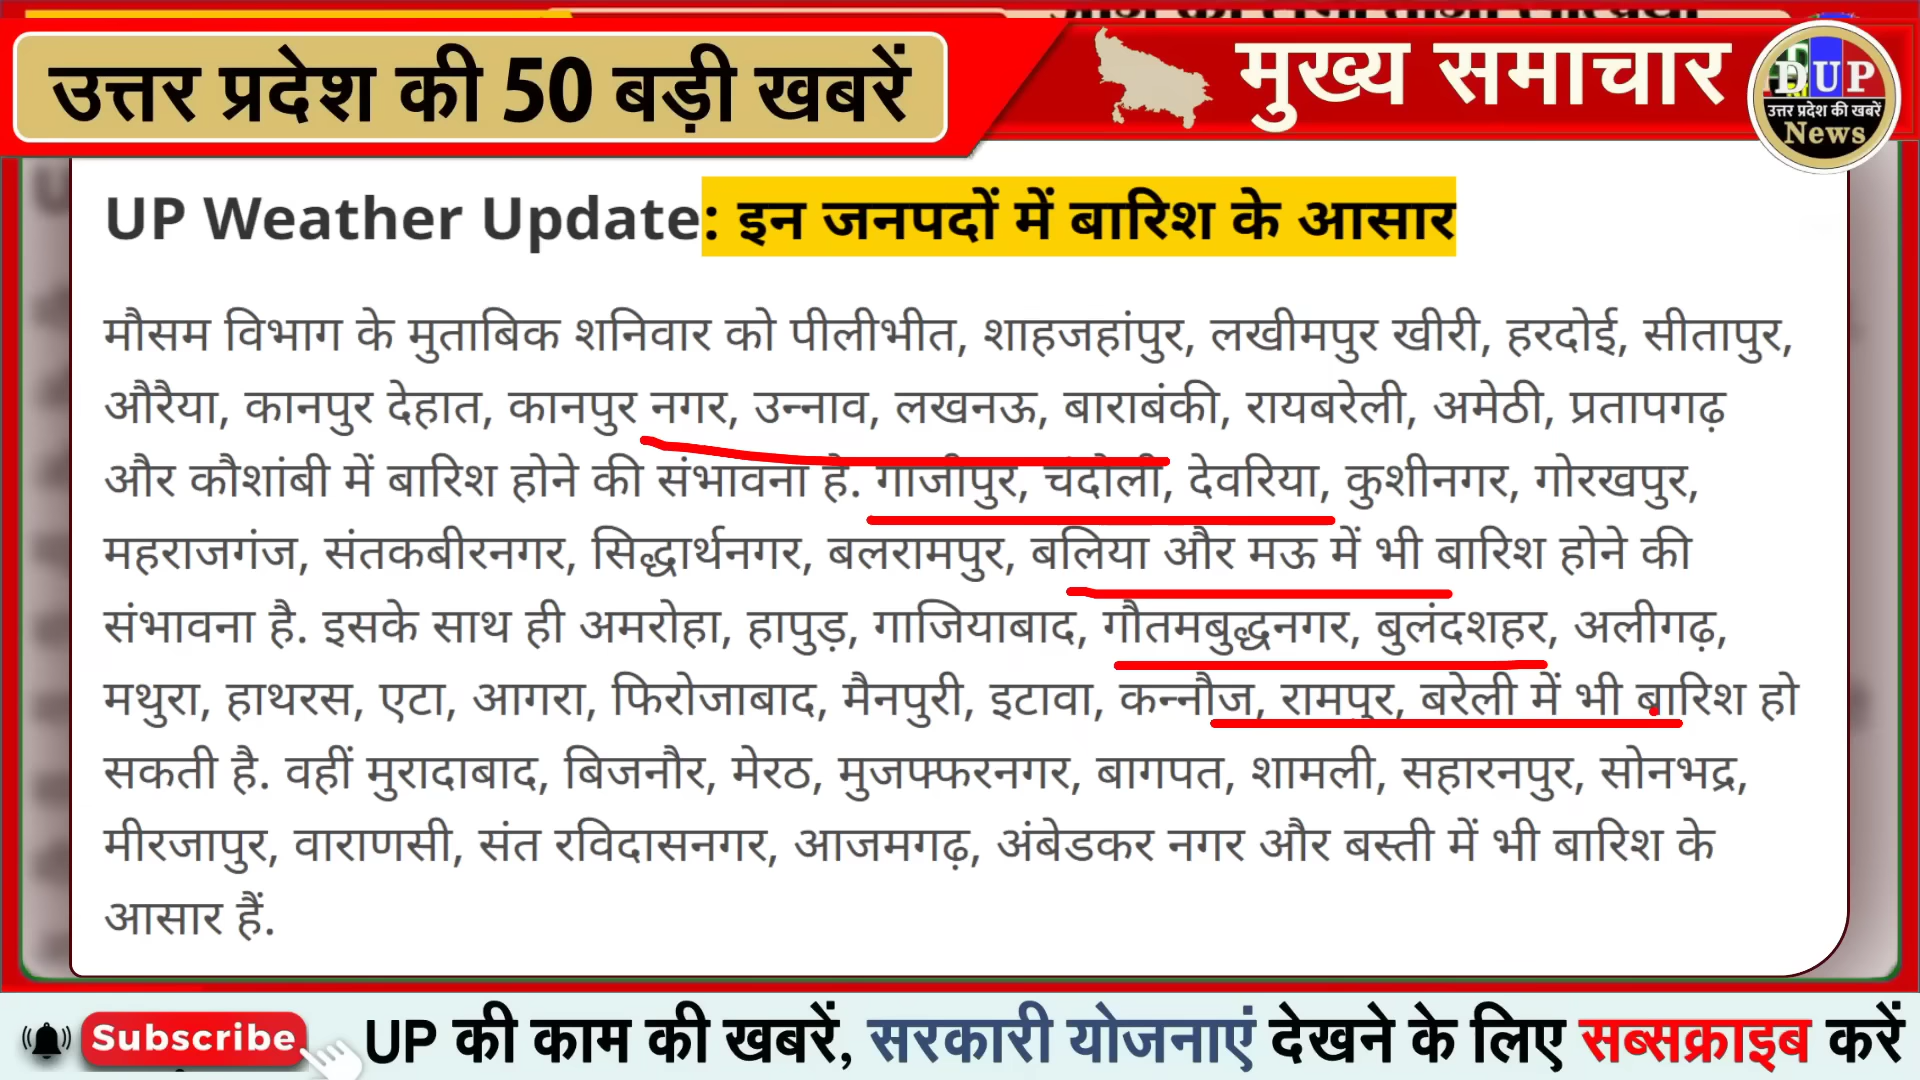 उत्तर प्रदेश की 50 बड़ी खबरें
मुख्य समाचार
DUP
उत्तर प्रदेश की खबरें
News
UP Weather Update: इन जनपदों में बारिश के आसार
मौसम विभाग के मुताबिक शनिवार को पीलीभीत, शाहजहांपुर, लखीमपुर खीरी, हरदोई, सीतापुर,
औरैया, कानपुर देहात, कानपुर नगर, उन्नाव, लखनऊ, बाराबंकी, रायबरेली, अमेठी, प्रतापगढ़
और कौशांबी में बारिश होने की संभावना है. गाजीपुर, चंदोली, देवरिया, कुशीनगर, गोरखपुर,
महराजगंज, संतकबीरनगर, सिद्धार्थनगर, बलरामपुर, बलिया और मऊ में भी बारिश होने की
संभावना है. इसके साथ ही अमरोहा, हापुड़, गाजियाबाद, गौतमबुद्धनगर, बुलंदशहर, अलीगढ़,
मथुरा, हाथरस, एटा, आगरा, फिरोजाबाद, मैनपुरी, इटावा, कन्नौज, रामपुर, बरेली में भी बारिश हो
सकती है. वहीं मुरादाबाद, बिजनौर, मेरठ, मुजफ्फरनगर, बागपत, शामली, सहारनपुर, सोनभद्र,
मीरजापुर, वाराणसी, संत रविदासनगर, आजमगढ़, अंबेडकर नगर और बस्ती में भी बारिश के
आसार हैं.
Subscribe
UP की काम की खबरें, सरकारी योजनाएं देखने के लिए सब्सक्राइब करें